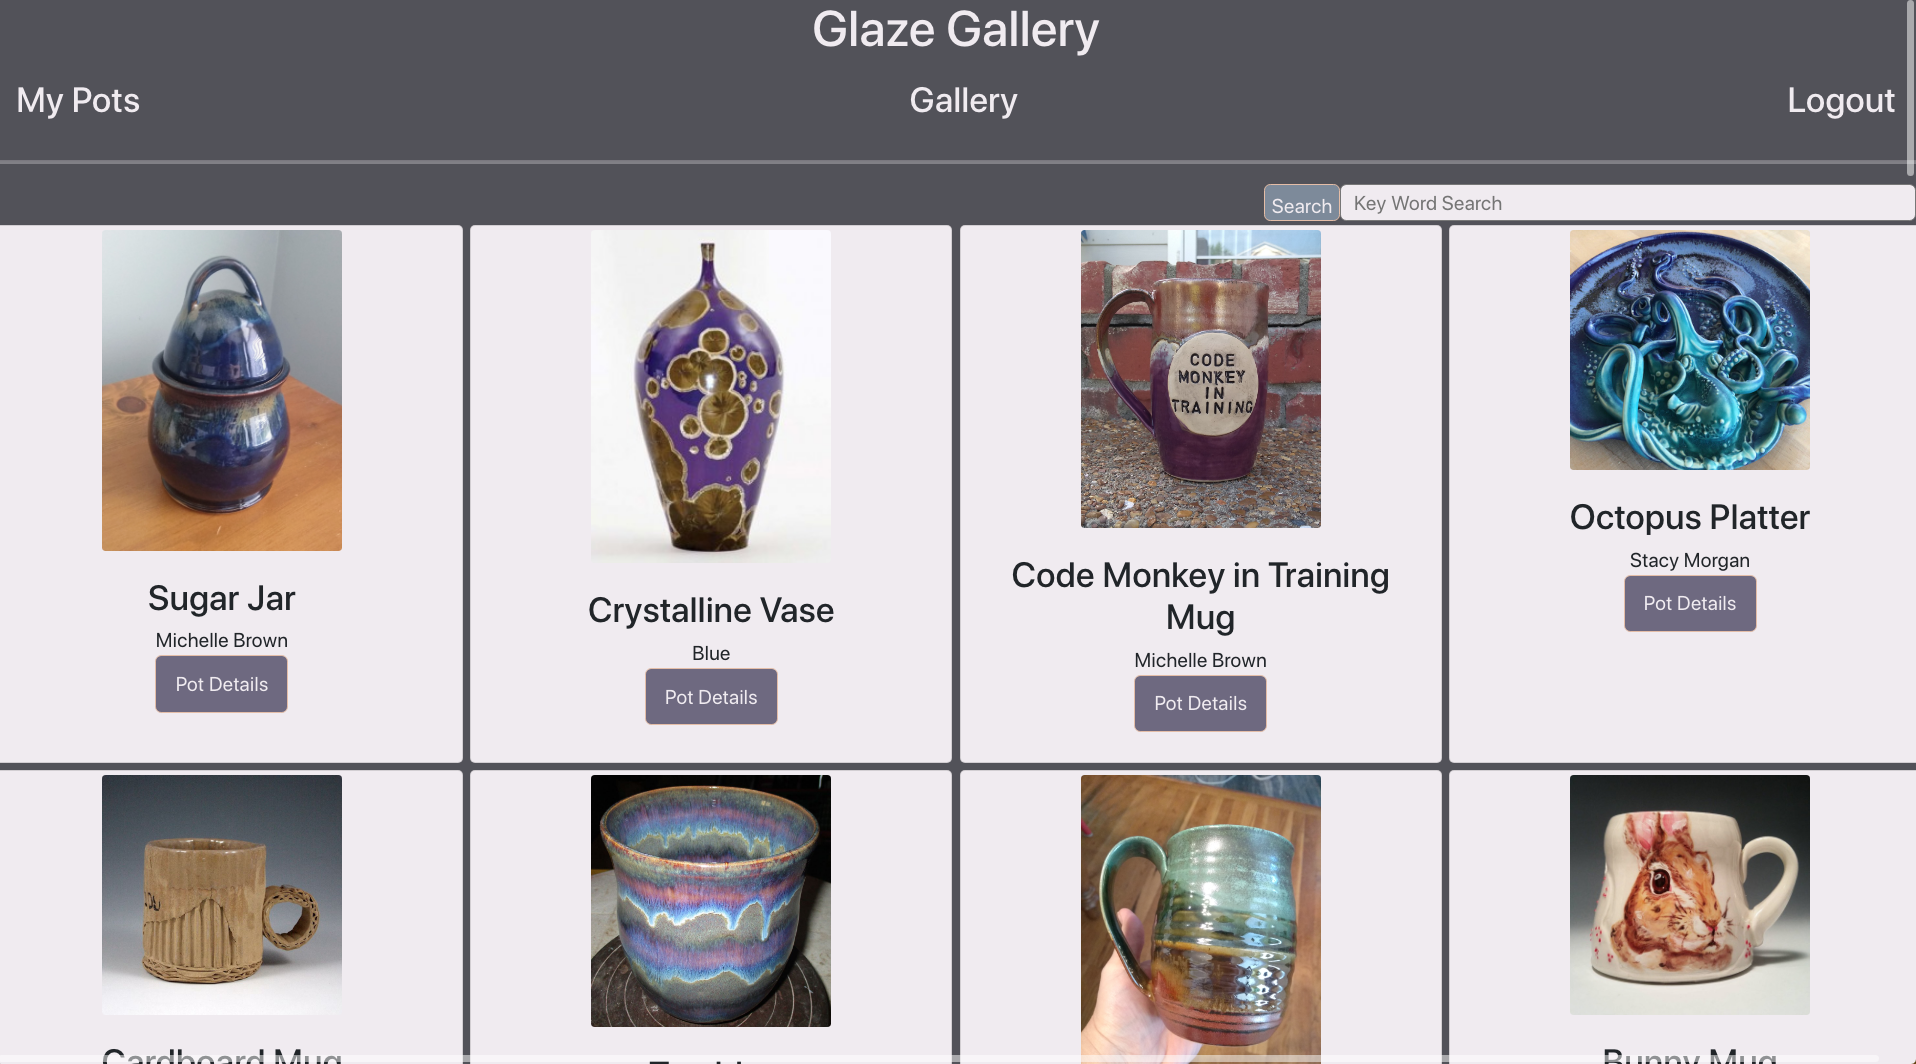 Glaze Gallery
My Pots
Gallery
Logout
Search
Key Word Search
CODE
MONKEY
IN
TRAINING
Sugar Jar
Michelle Brown
Pot Details
Crystalline Vase
Blue
Pot Details
Code Monkey in Training
Mug
Michelle Brown
Pot Details
Octopus Platter
Stacy Morgan
Pot Details
Cardboard Mug
Bunny Mug